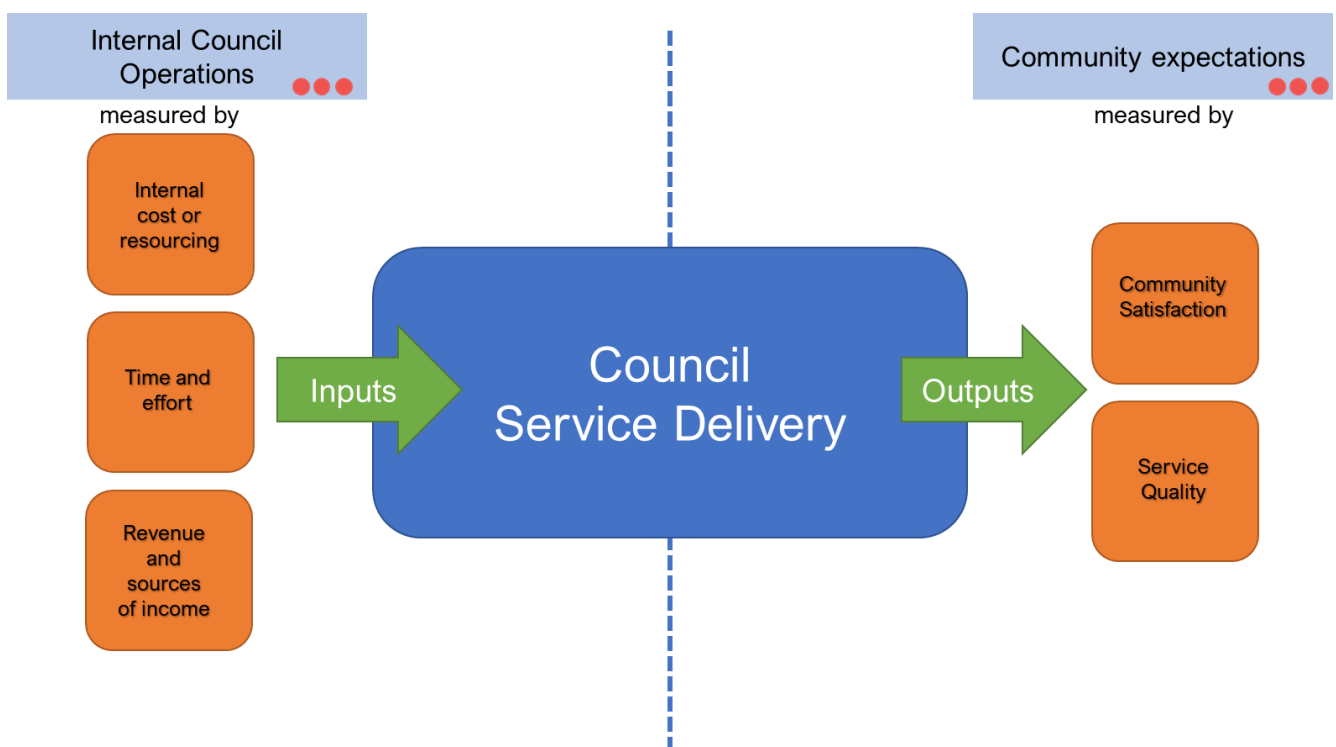 Internal Council
Operations
measured by
Internal
cost or
resourcing
Time and
effort
Revenue
and
sources
of income
Inputs
Council
Service Delivery
Outputs
Community expectations
measured by
Community
Satisfaction
Service
Quality